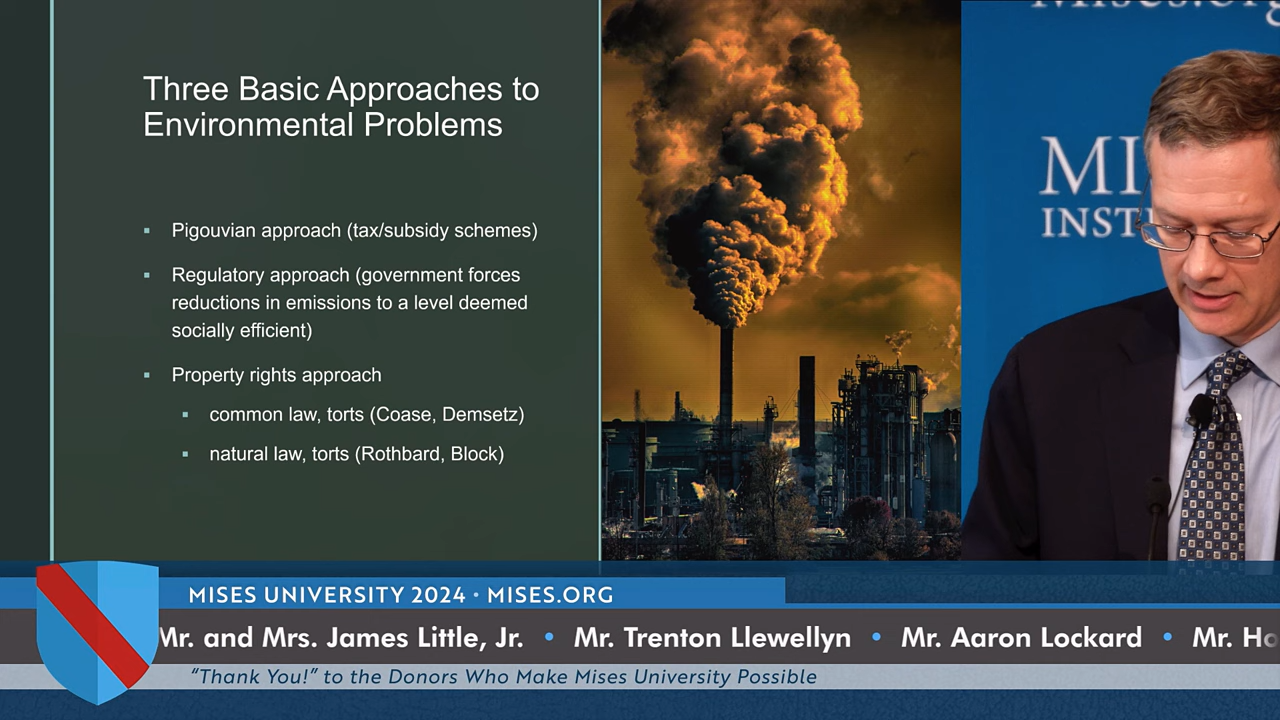 Three Basic Approaches to
Environmental Problems
▪ Pigouvian approach (tax/subsidy schemes)
▪ Regulatory approach (government forces
reductions in emissions to a level deemed
socially efficient)
▪ Property rights approach
▪ common law, torts (Coase, Demsetz)
▪ natural law, torts (Rothbard, Block)
Mises.org
MI
INST
MISES UNIVERSITY 2024 • MISES.ORG
Mr. and Mrs. James Little, Jr. • Mr. Trenton Llewellyn • Mr. Aaron Lockard • Mr. Ho
“Thank You!” to the Donors Who Make Mises University Possible